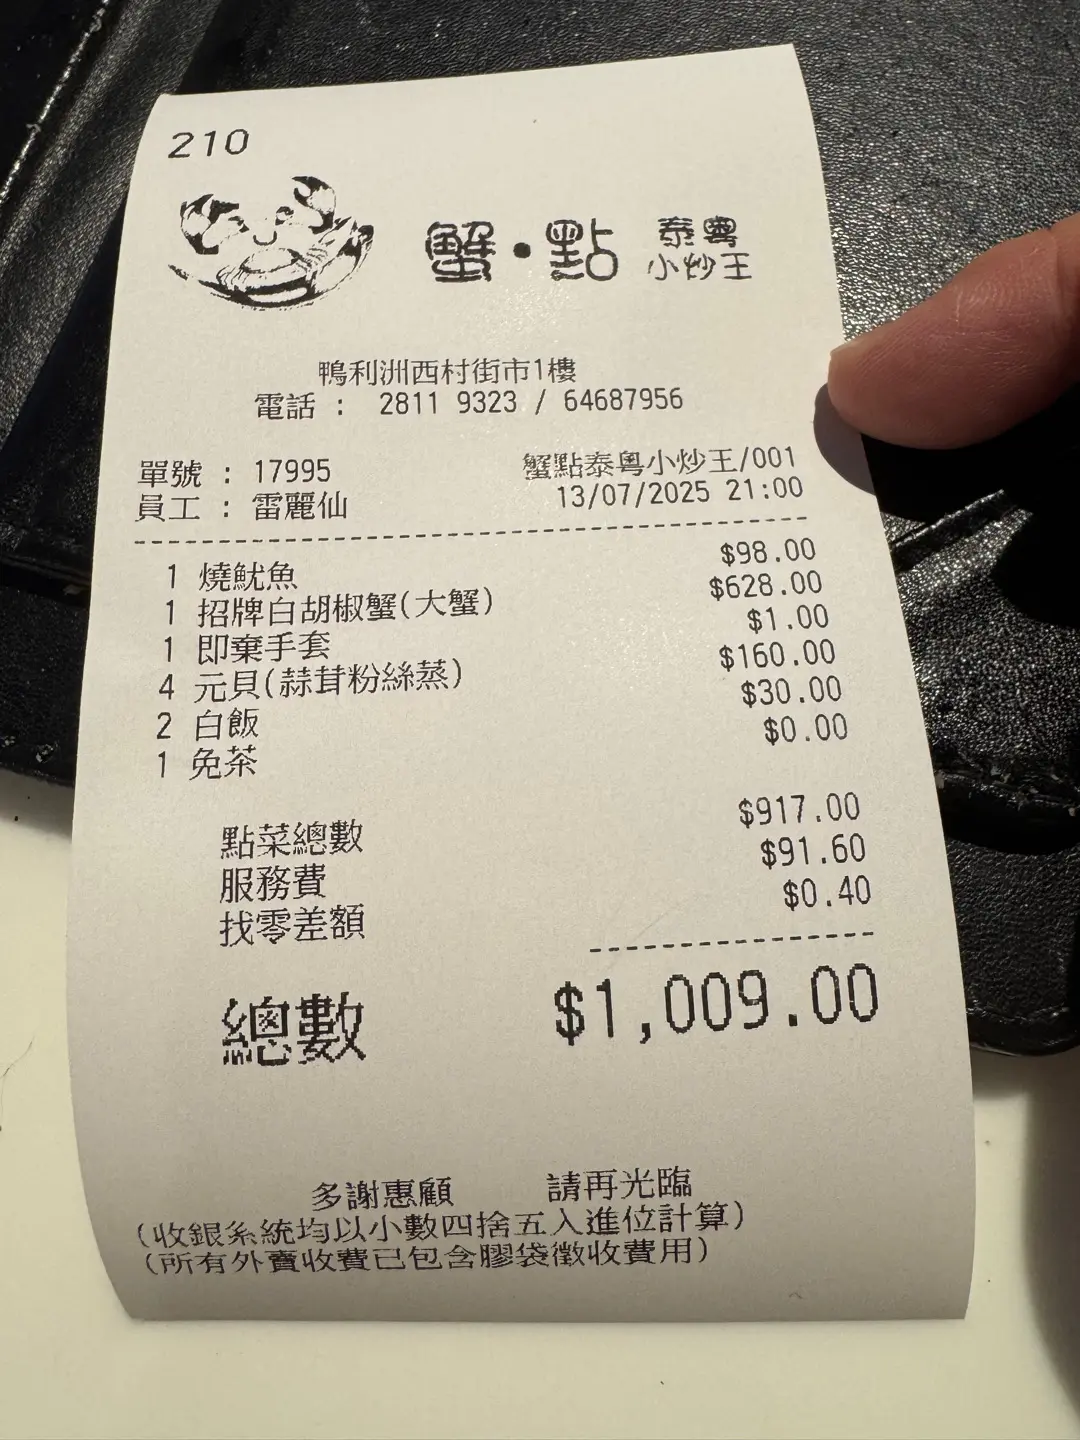 210
蟹·點 泰粵
小炒王
鴨利洲西村街市1樓
電話 : 2811 9323 / 64687956
單號 : 17995 蟹點泰粵小炒王/001
員工 : 雷麗仙 13/07/2025 21:00
1 燒魷魚 $98.00
1 招牌白胡椒蟹(大蟹) $628.00
1 即棄手套 $1.00
4 元貝(蒜茸粉絲蒸) $160.00
2 白飯 $30.00
1 免茶 $0.00
點菜總數 $917.00
服務費 $91.60
找零差額 $0.40
總數 $1,009.00
多謝惠顧 請再光臨
(收銀系統均以小數四捨五入進位計算)
(所有外賣收費已包含膠袋徵收費用)